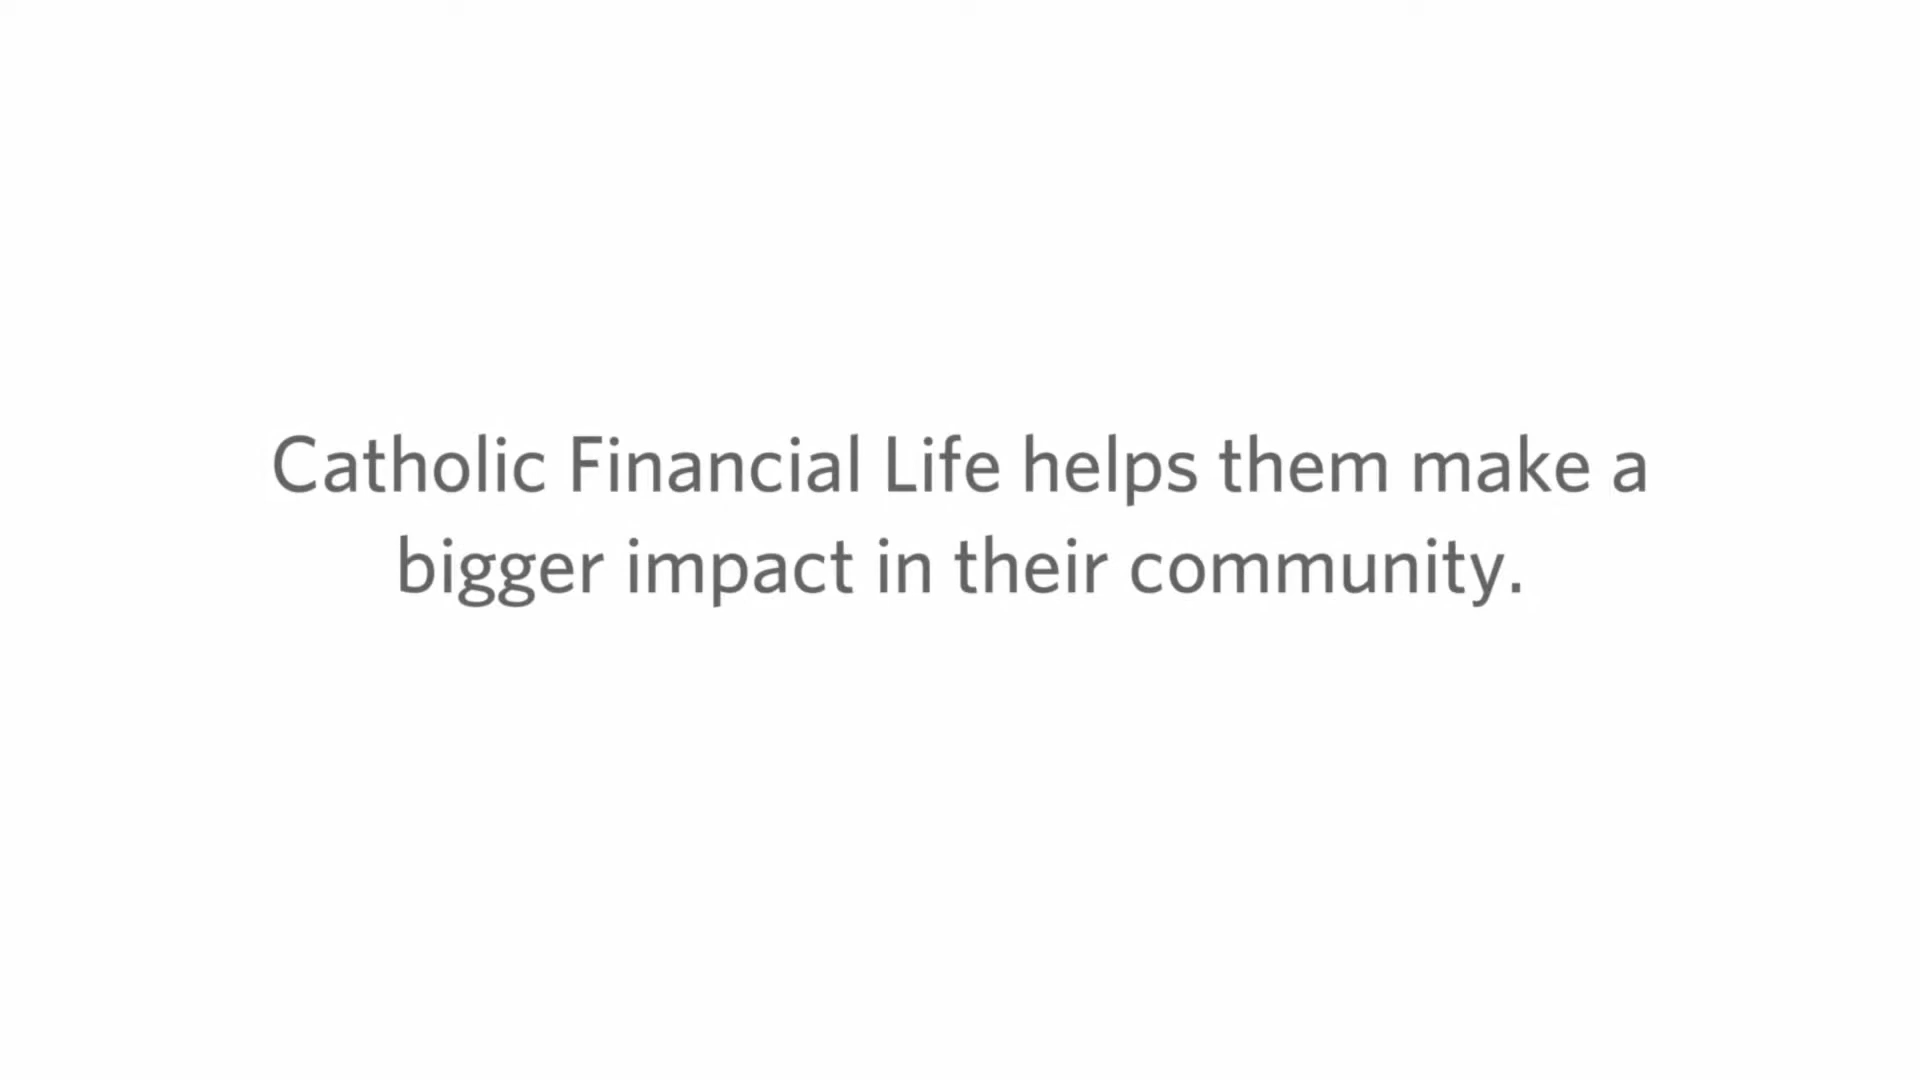 Catholic Financial Life helps them make a
bigger impact in their community.